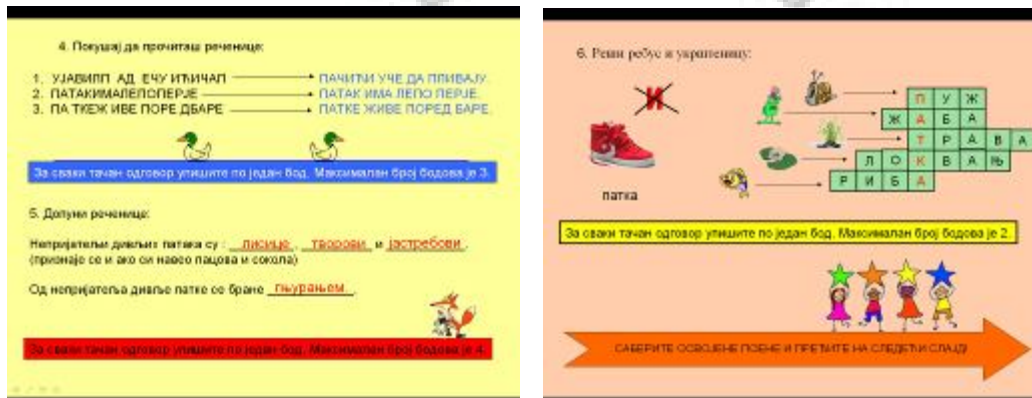 4. Покушај да прочиташ реченице:
1. УЈАВИЛП АД ЕЧУ ИЋИЧАП ПАЧИЋИ УЧЕ ДА ПЛИВАЈУ.
2. ПАТАКИМАЛЕПОПЕРЈЕ ПАТАК ИМА ЛЕПО ПЕРЈЕ.
3. ПА ТКЕЖ ИВЕ ПОРЕ ДБАРЕ ПАТКЕ ЖИВЕ ПОРЕД БАРЕ.
За сваки тачан одговор упишите по један бод. Максималан број бодова је 3.
5. Допуни реченице:
Непријатељи дивљих патака су : лисице , творови и јастребови.
(признаје се и ако си навео пацова и сокола)
Од непријатеља дивље патке се бране гњурањем.
За сваки тачан одговор упишите по један бод. Максималан број бодова је 4.
6. Реши ребус и укрштеницу:
И
патка
П У Ж
Ж А Б А
Т Р А В А
Л О К В А Њ
Р И Б А
За сваки тачан одговор упишите по један бод. Максималан број бодова је 2.
САБЕРИТЕ ОСВОЈЕНЕ ПОЕНЕ И ПРЕЂИТЕ НА СЛЕДЕЋИ СЛАЈД!